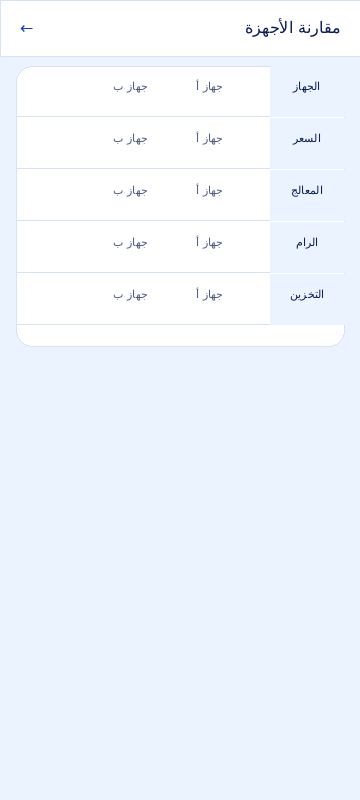 مقارنة الأجهزة ←
الجهاز جهاز أ جهاز ب
السعر جهاز أ جهاز ب
المعالج جهاز أ جهاز ب
الرام جهاز أ جهاز ب
التخزين جهاز أ جهاز ب